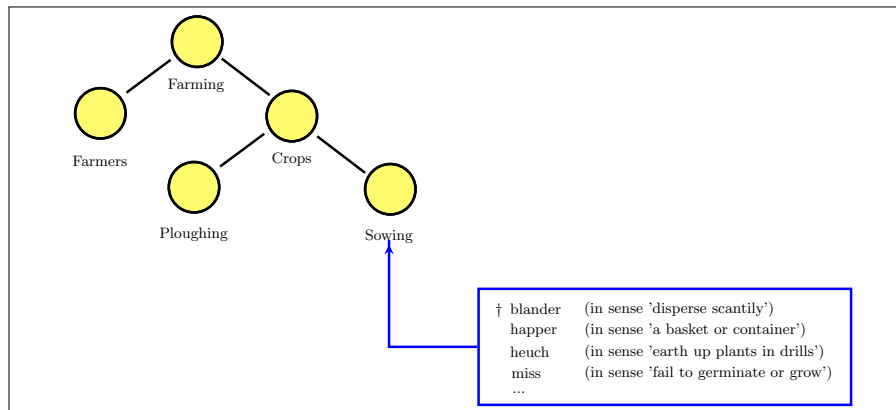 Farming
Farmers
Crops
Ploughing
Sowing
† blander (in sense 'disperse scantily')
happer (in sense 'a basket or container')
heuch (in sense 'earth up plants in drills')
miss (in sense 'fail to germinate or grow')
...